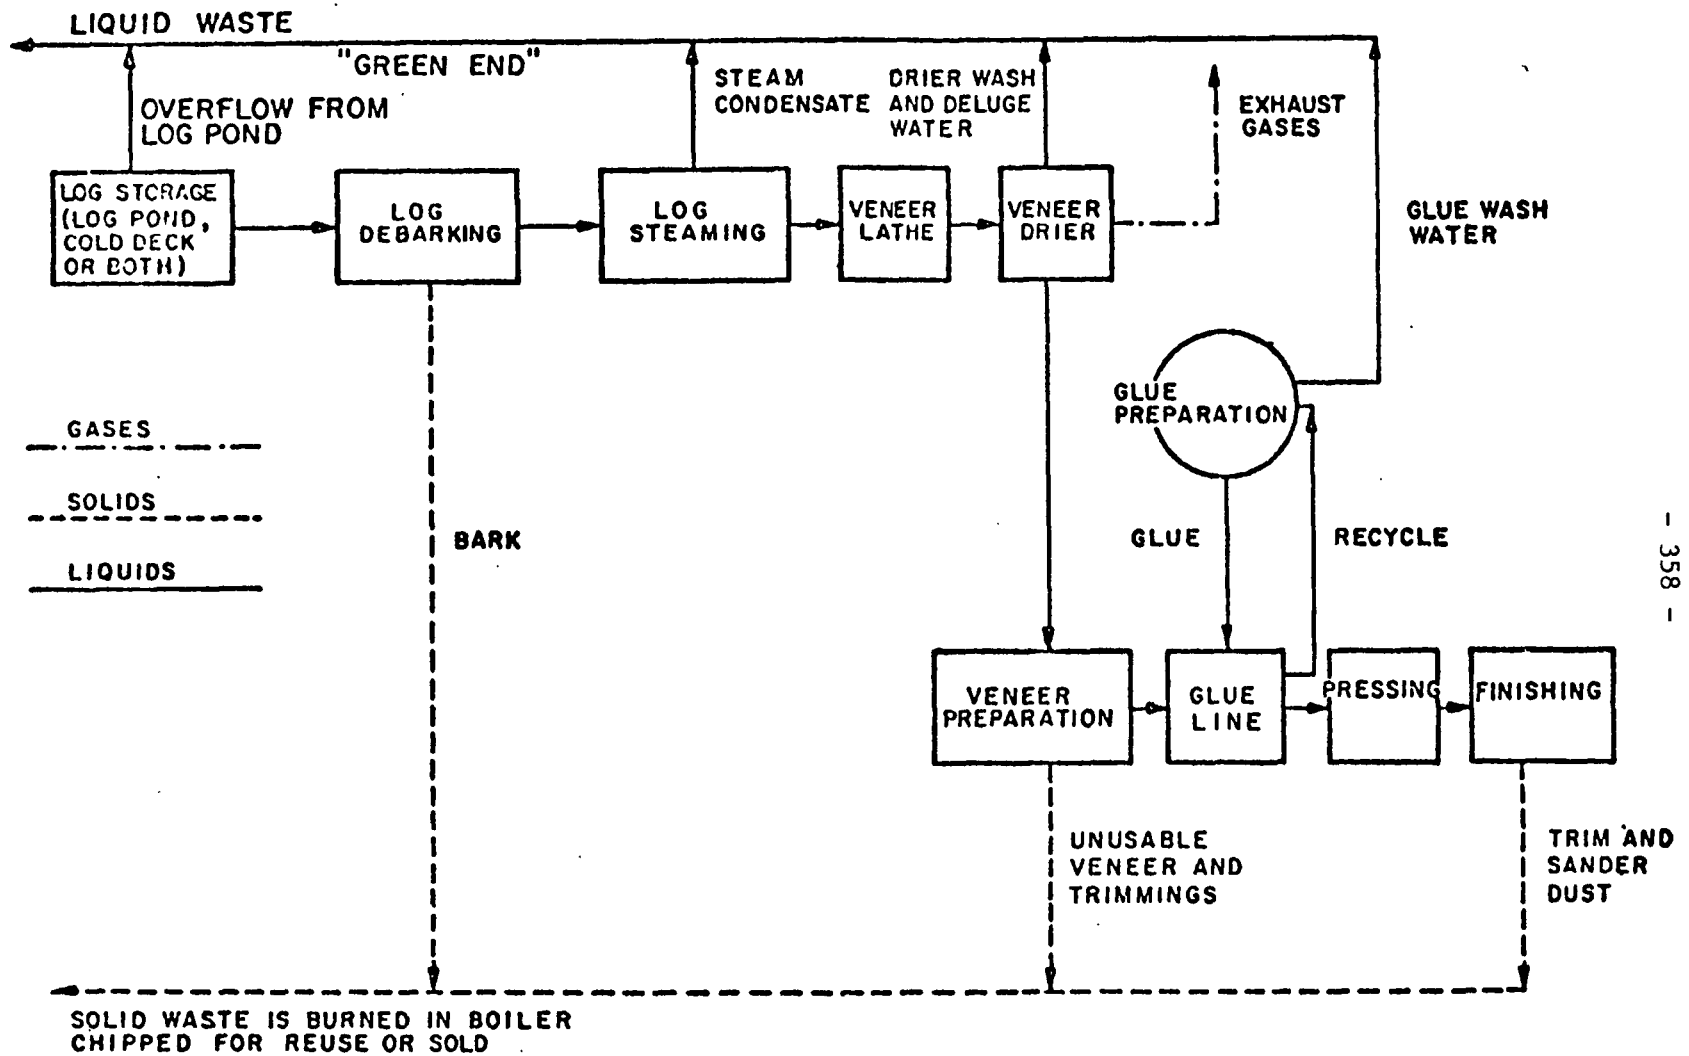 LIQUID WASTE
"GREEN END"
OVERFLOW FROM
LOG POND
STEAM
CONDENSATE
DRIER WASH
AND DELUGE
WATER
EXHAUST
GASES
LOG STORAGE
(LOG POND,
COLD DECK
OR BOTH)
LOG
DEBARKING
LOG
STEAMING
VENEER
LATHE
VENEER
DRIER
GLUE WASH
WATER
GLUE
PREPARATION
GASES
SOLIDS
LIQUIDS
BARK
GLUE
RECYCLE
- 358 -
VENEER
PREPARATION
GLUE
LINE
PRESSING
FINISHING
UNUSABLE
VENEER AND
TRIMMINGS
TRIM AND
SANDER
DUST
SOLID WASTE IS BURNED IN BOILER
CHIPPED FOR REUSE OR SOLD